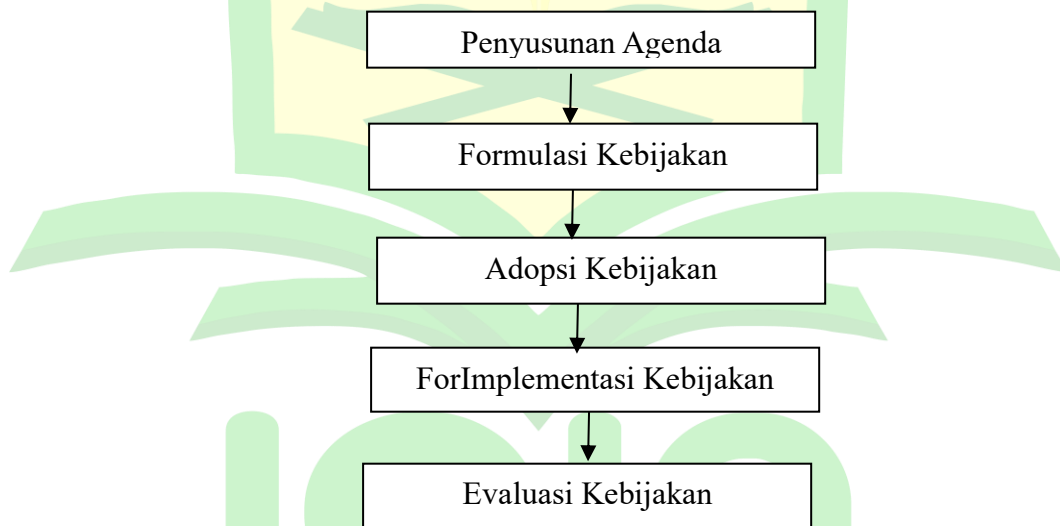 Penyusunan Agenda
Formulasi Kebijakan
Adopsi Kebijakan
ForImplementasi Kebijakan
Evaluasi Kebijakan